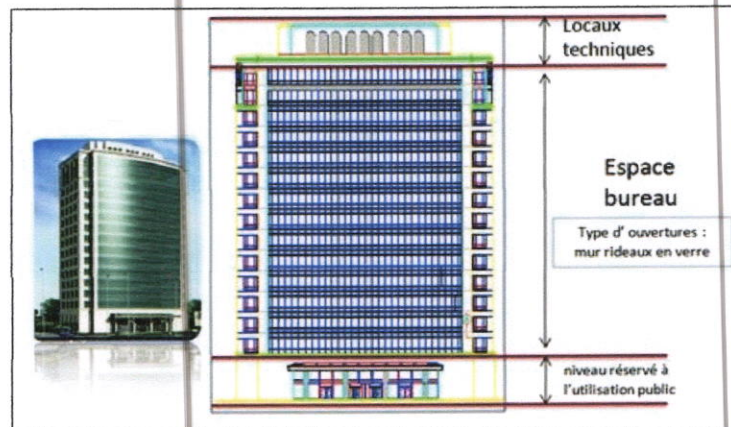 Locaux
techniques
Espace
bureau
Type d' ouvertures :
mur rideaux en verre
niveau réservé à
l'utilisation public